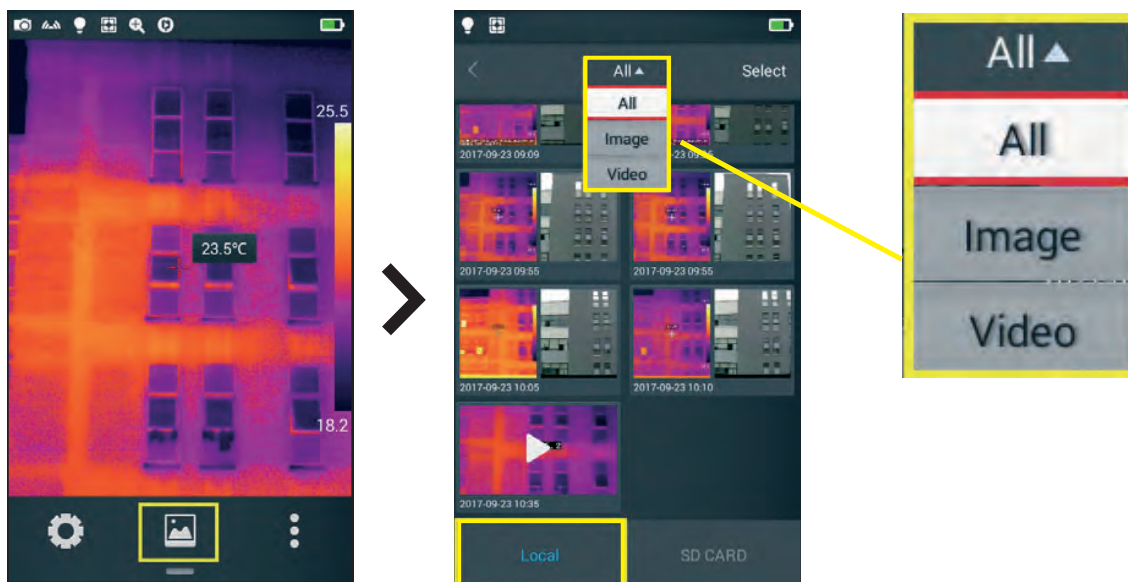 25.5
23.5°C
18.2
All
Select
All
Image
Video
2017-09-23 09:09
2017-09-23 09:55
2017-09-23 09:55
2017-09-23 10:05
2017-09-23 10:10
2017-09-23 10:35
Local
SD CARD
All
All
Image
Video